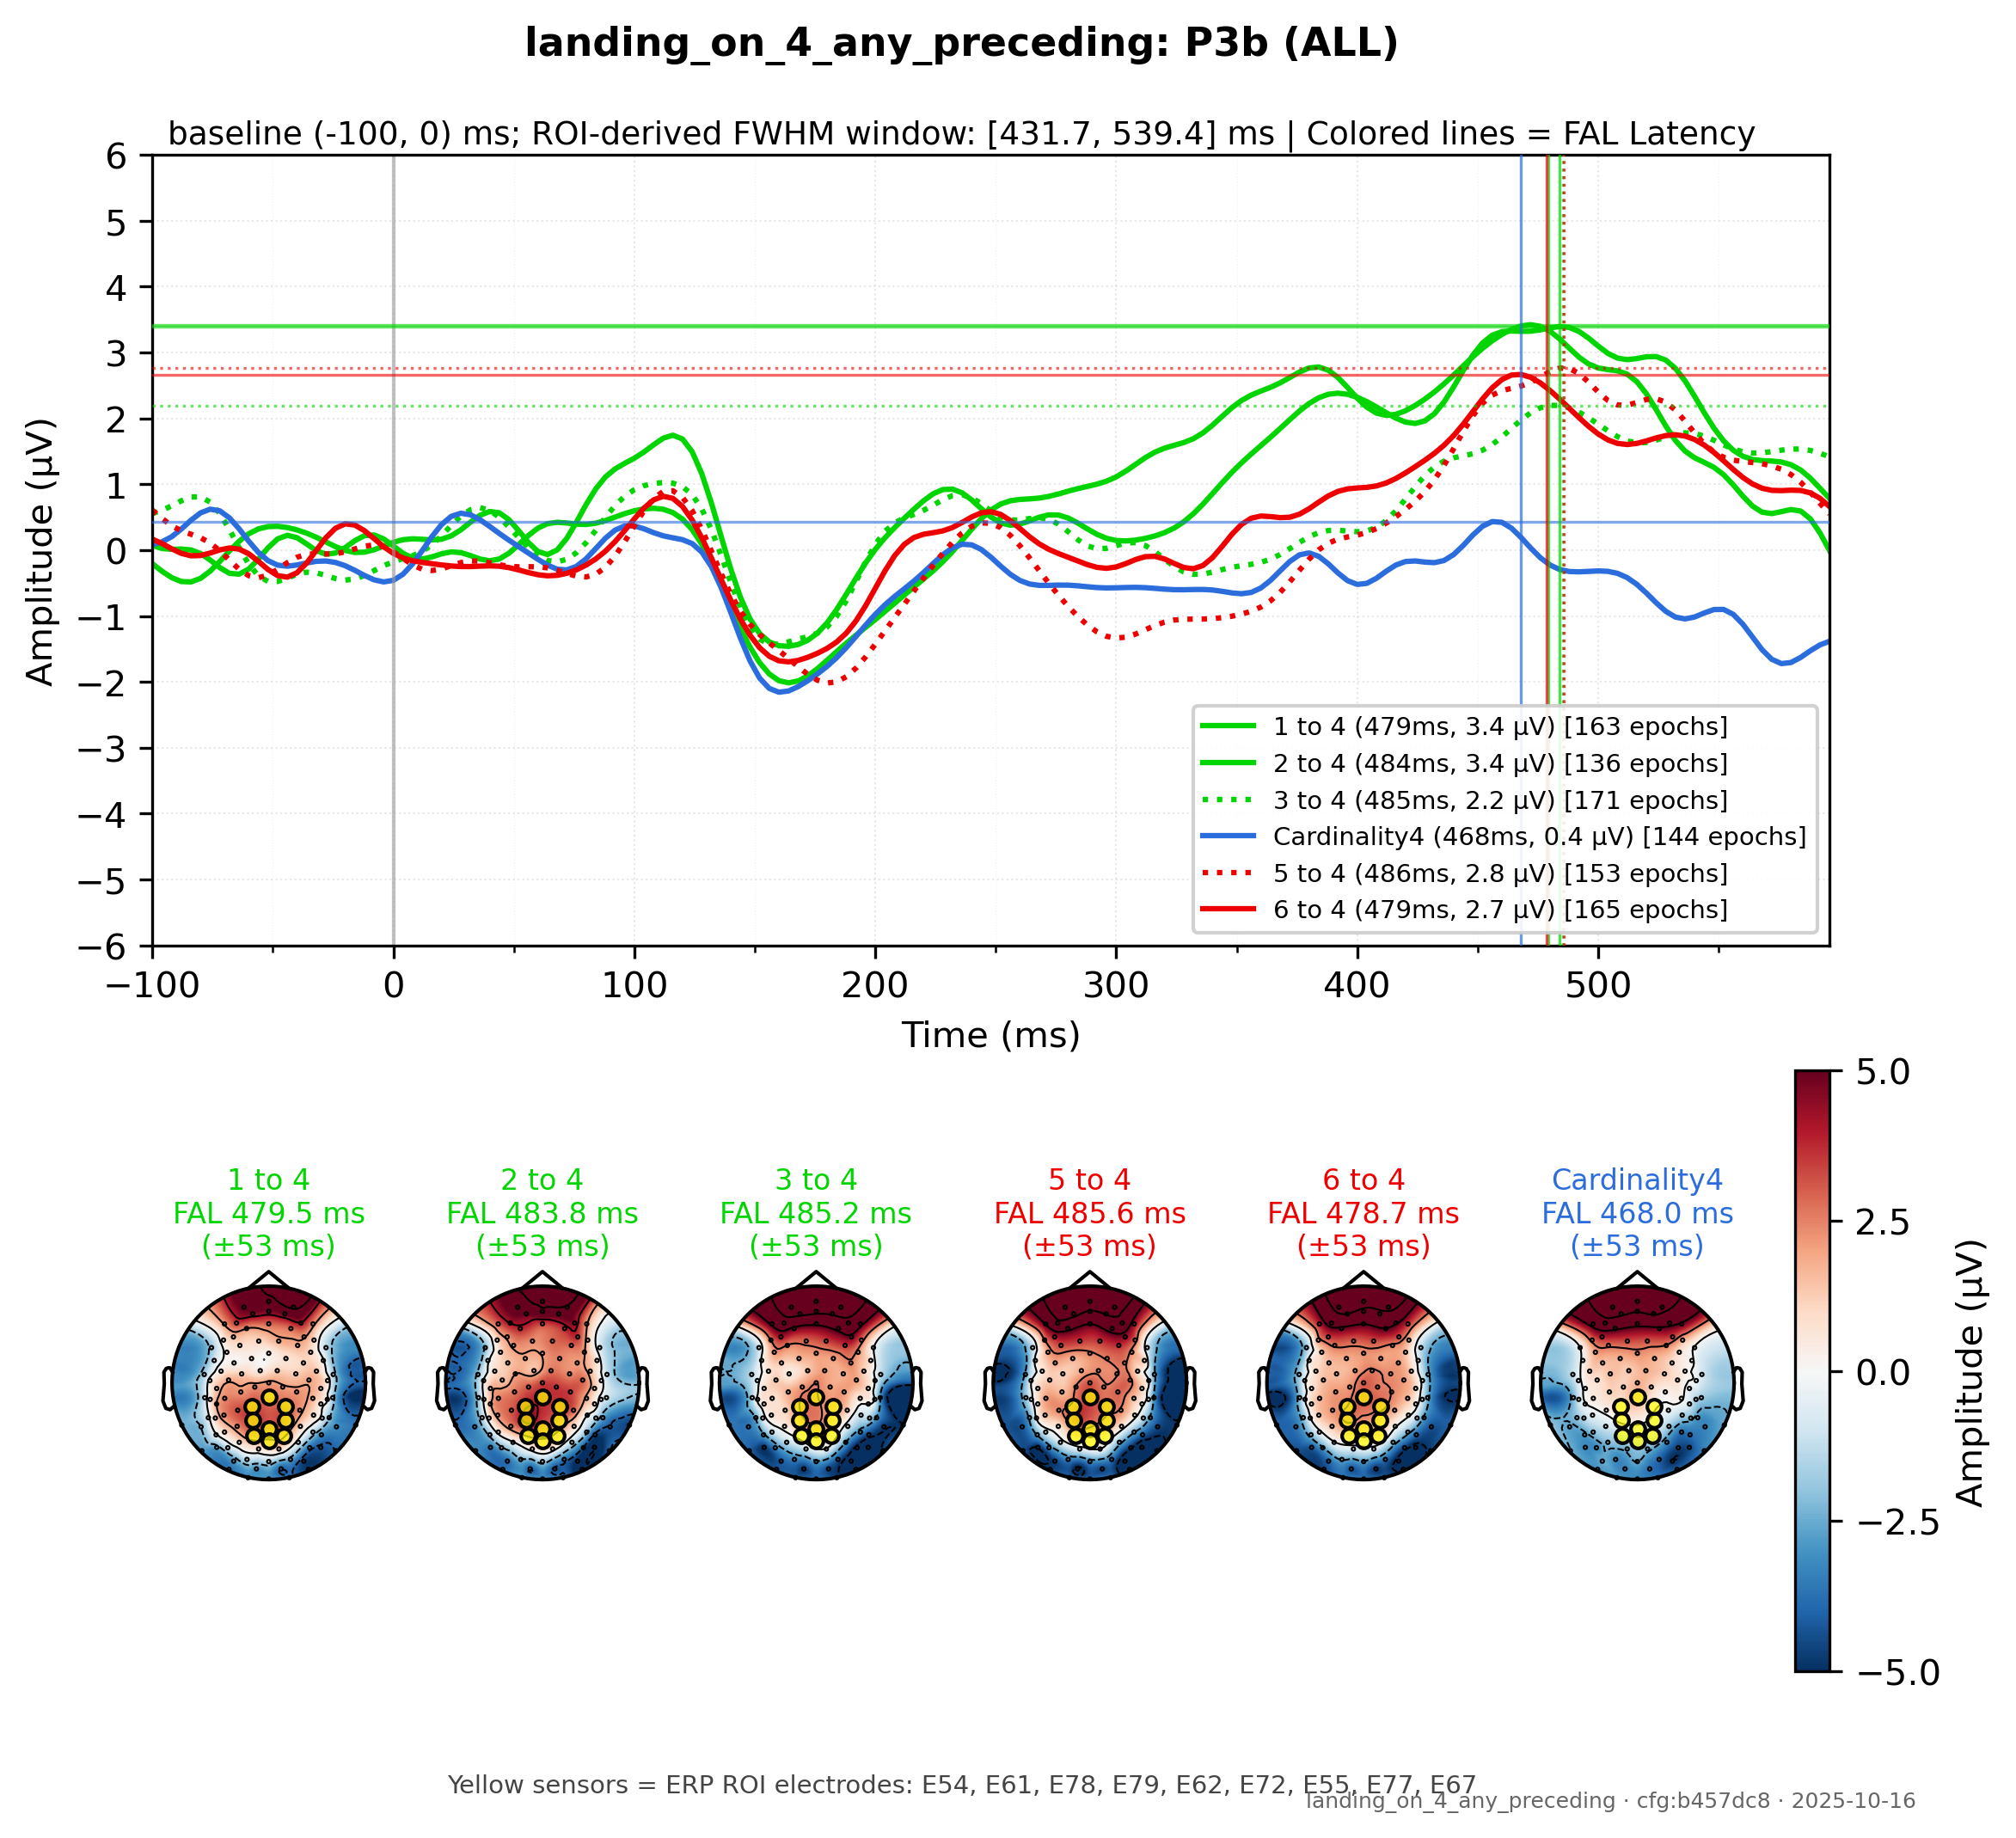 landing_on_4_any_preceding: P3b (ALL)
baseline (-100, 0) ms; ROI-derived FWHM window: [431.7, 539.4] ms | Colored lines = FAL Latency
Amplitude (µV)
6
5
4
3
2
1
0
−1
−2
−3
−4
−5
−6
1 to 4 (479ms, 3.4 µV) [163 epochs]
2 to 4 (484ms, 3.4 µV) [136 epochs]
3 to 4 (485ms, 2.2 µV) [171 epochs]
Cardinality4 (468ms, 0.4 µV) [144 epochs]
5 to 4 (486ms, 2.8 µV) [153 epochs]
6 to 4 (479ms, 2.7 µV) [165 epochs]
−100 0 100 200 300 400 500
Time (ms)
1 to 4
FAL 479.5 ms
(±53 ms)
2 to 4
FAL 483.8 ms
(±53 ms)
3 to 4
FAL 485.2 ms
(±53 ms)
5 to 4
FAL 485.6 ms
(±53 ms)
6 to 4
FAL 478.7 ms
(±53 ms)
Cardinality4
FAL 468.0 ms
(±53 ms)
5.0
2.5
0.0
−2.5
−5.0
Amplitude (µV)
Yellow sensors = ERP ROI electrodes: E54, E61, E78, E79, E62, E72, E55, E77, E67
landing_on_4_any_preceding · cfg:b457dc8 · 2025-10-16